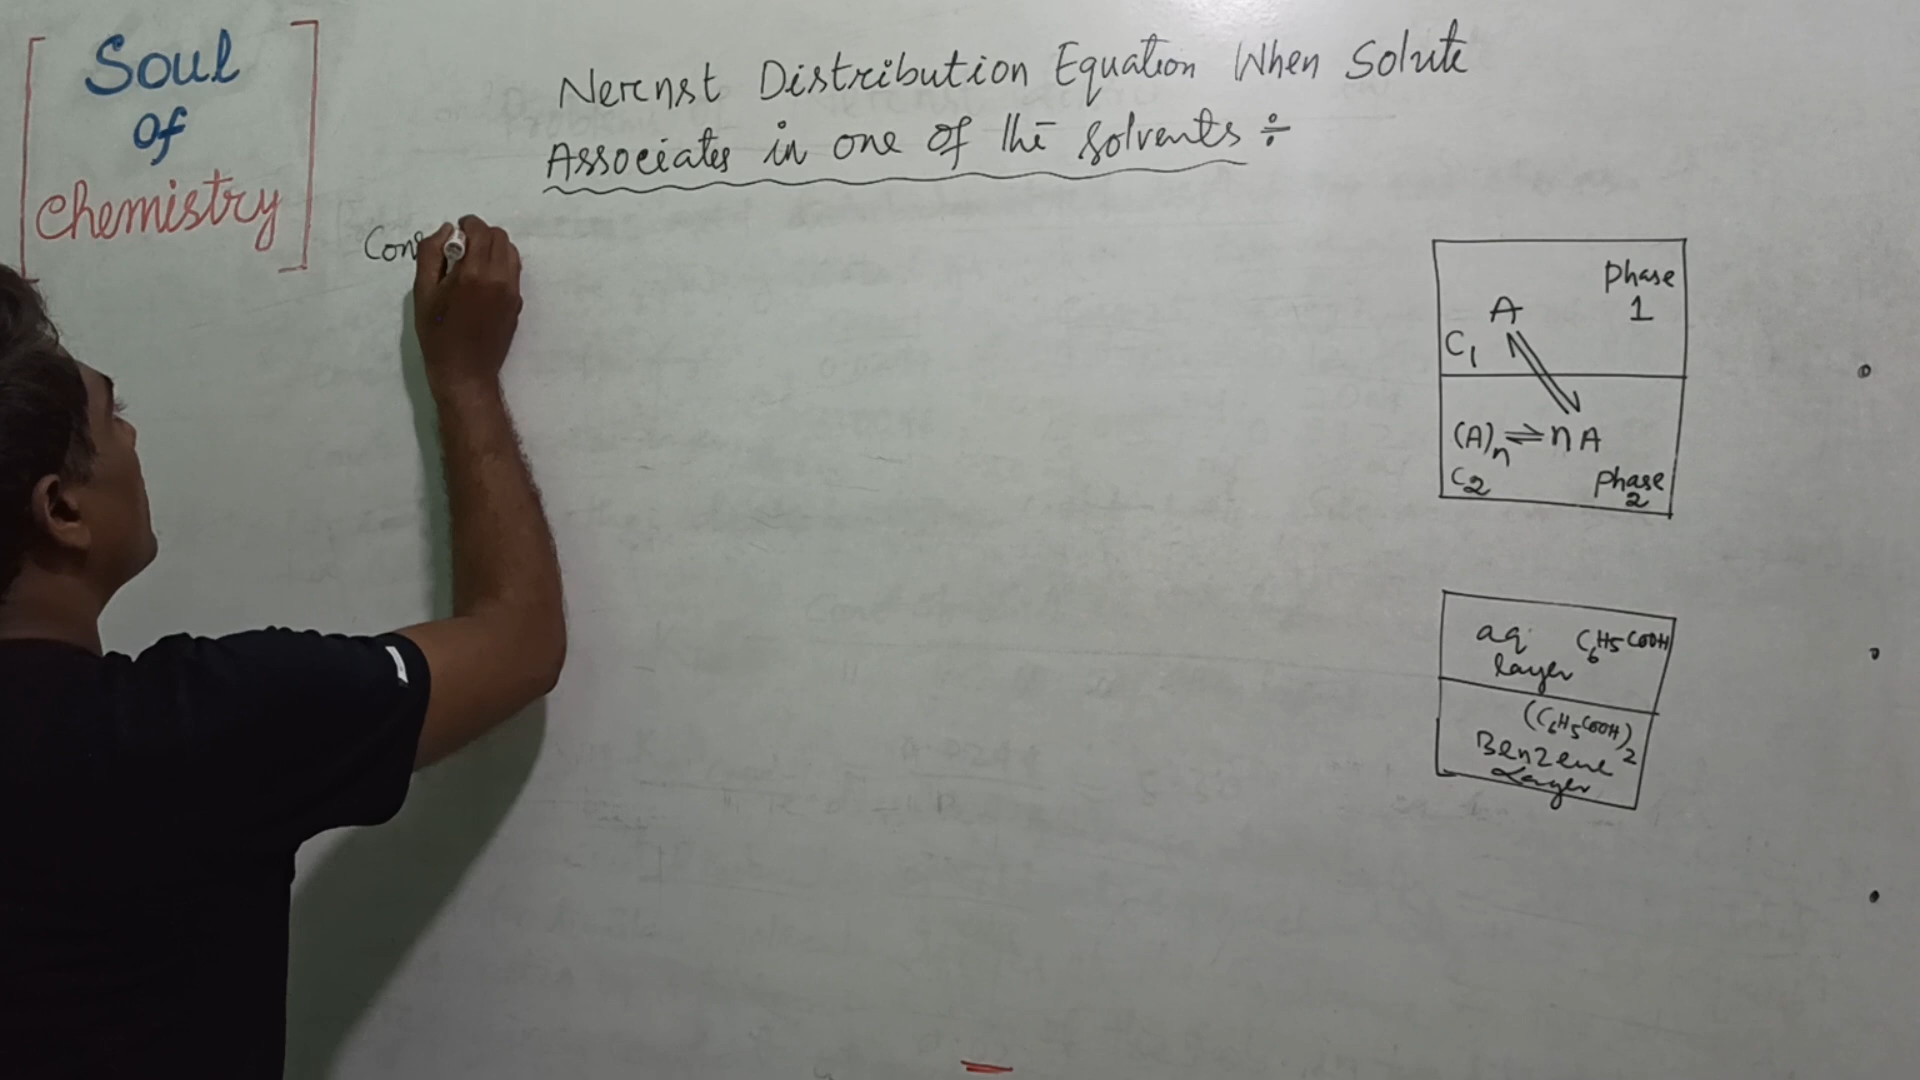 Soul
of
chemistry
Nernst Distribution Equation When Solute
Associates in one of the solvents ÷
Con
Phase
1
A
C₁
(A)ₙ ⇌ nA
C₂
Phase
2
aq C₆H₅COOH
layer
(C₆H₅COOH)₂
Benzene
Layer